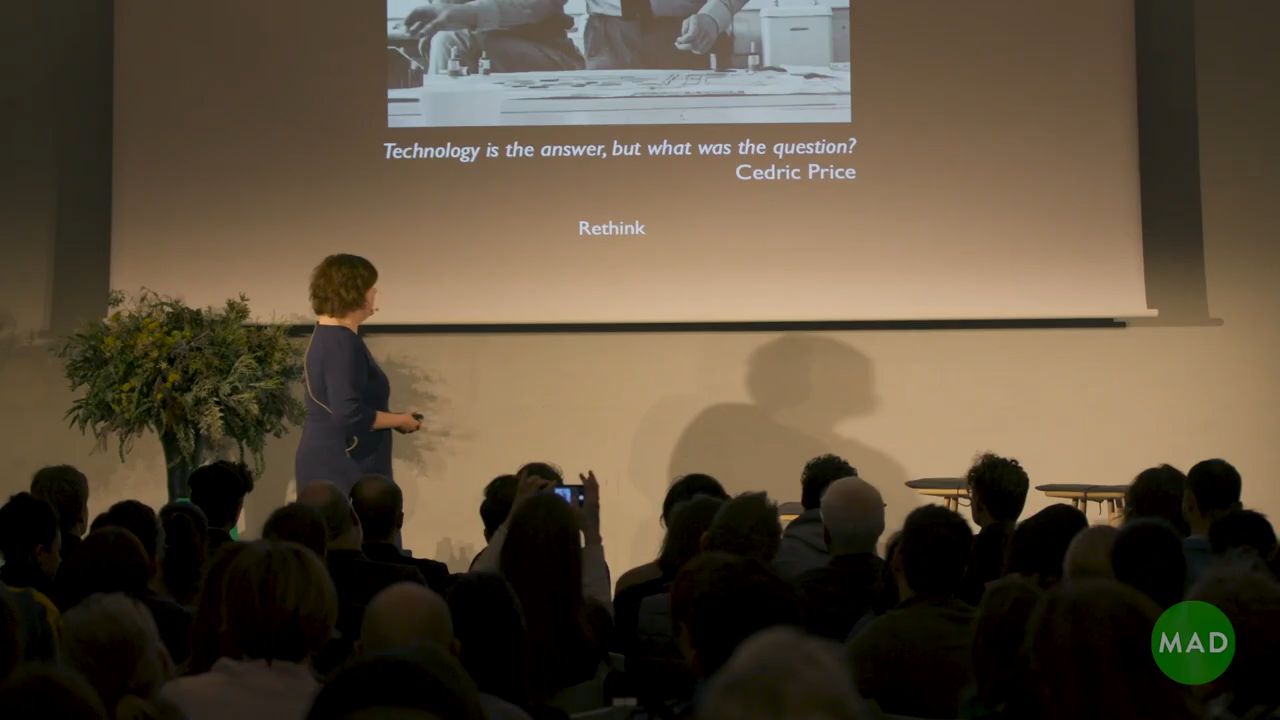 Technology is the answer, but what was the question?
Cedric Price
Rethink
MAD